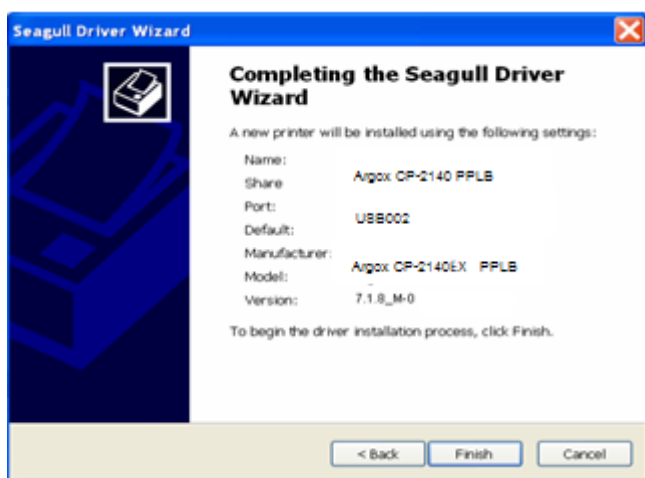 Seagull Driver Wizard
Completing the Seagull Driver
Wizard
A new printer will be installed using the following settings:
Name:
Argox CP-2140 PPLB
Share
Port:
USB002
Default:
Manufacturer:
Argox CP-2140EX PPLB
Model:
Version: 7.1.8_M-0
To begin the driver installation process, click Finish.
< Back Finish Cancel